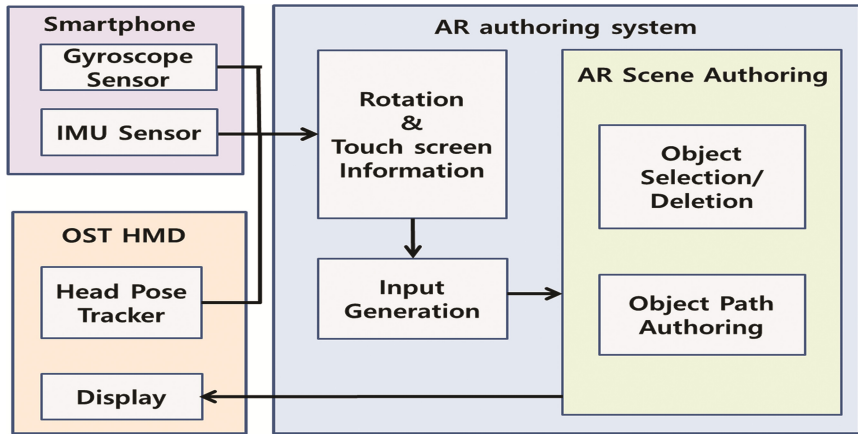 Smartphone
Gyroscope
Sensor
IMU Sensor
OST HMD
Head Pose
Tracker
Display
AR authoring system
Rotation
&
Touch screen
Information
Input
Generation
AR Scene Authoring
Object
Selection/
Deletion
Object Path
Authoring